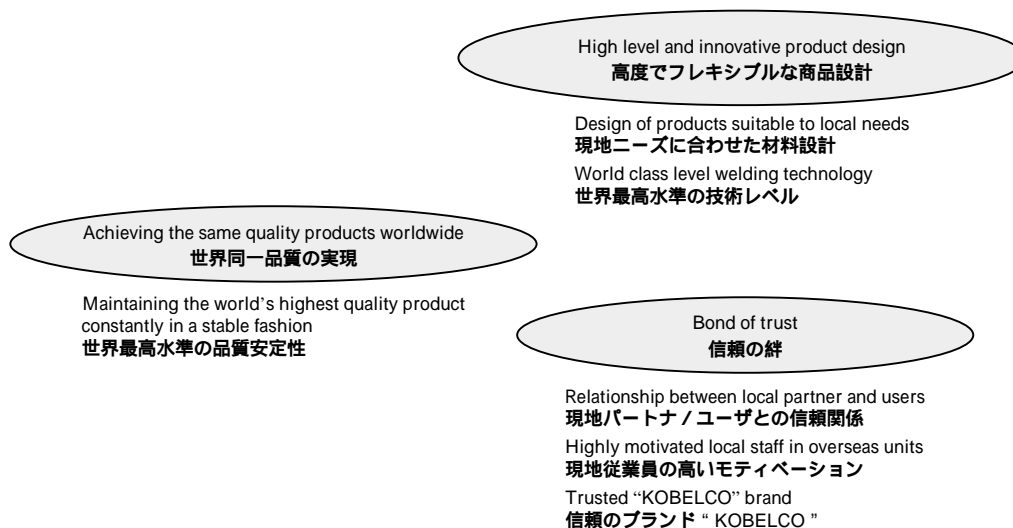 High level and innovative product design
高度でフレキシブルな商品設計
Design of products suitable to local needs
現地ニーズに合わせた材料設計
World class level welding technology
世界最高水準の技術レベル
Achieving the same quality products worldwide
世界同一品質の実現
Maintaining the world's highest quality product
constantly in a stable fashion
世界最高水準の品質安定性
Bond of trust
信頼の絆
Relationship between local partner and users
現地パートナ / ユーザとの信頼関係
Highly motivated local staff in overseas units
現地従業員の高いモティベーション
Trusted “KOBELCO” brand
信頼のブランド “ KOBELCO ”